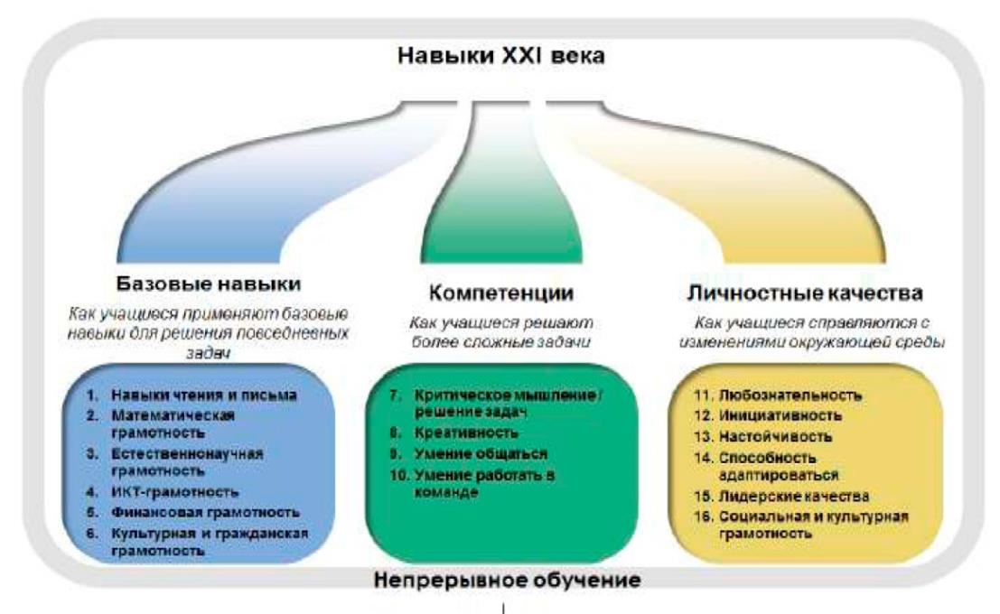 Навыки XXI века
Базовые навыки
Как учащиеся применяют базовые
навыки для решения повседневных
задач
1. Навыки чтения и письма
2. Математическая
грамотность
3. Естественнонаучная
грамотность
4. ИКТ-грамотность
5. Финансовая грамотность
6. Культурная и гражданская
грамотность
Компетенции
Как учащиеся решают
более сложные задачи
7. Критическое мышление/
решение задач
8. Креативность
9. Умение общаться
10. Умение работать в
команде
Личностные качества
Как учащиеся справляются с
изменениями окружающей среды
11. Любознательность
12. Инициативность
13. Настойчивость
14. Способность
адаптироваться
15. Лидерские качества
16. Социальная и культурная
грамотность
Непрерывное обучение